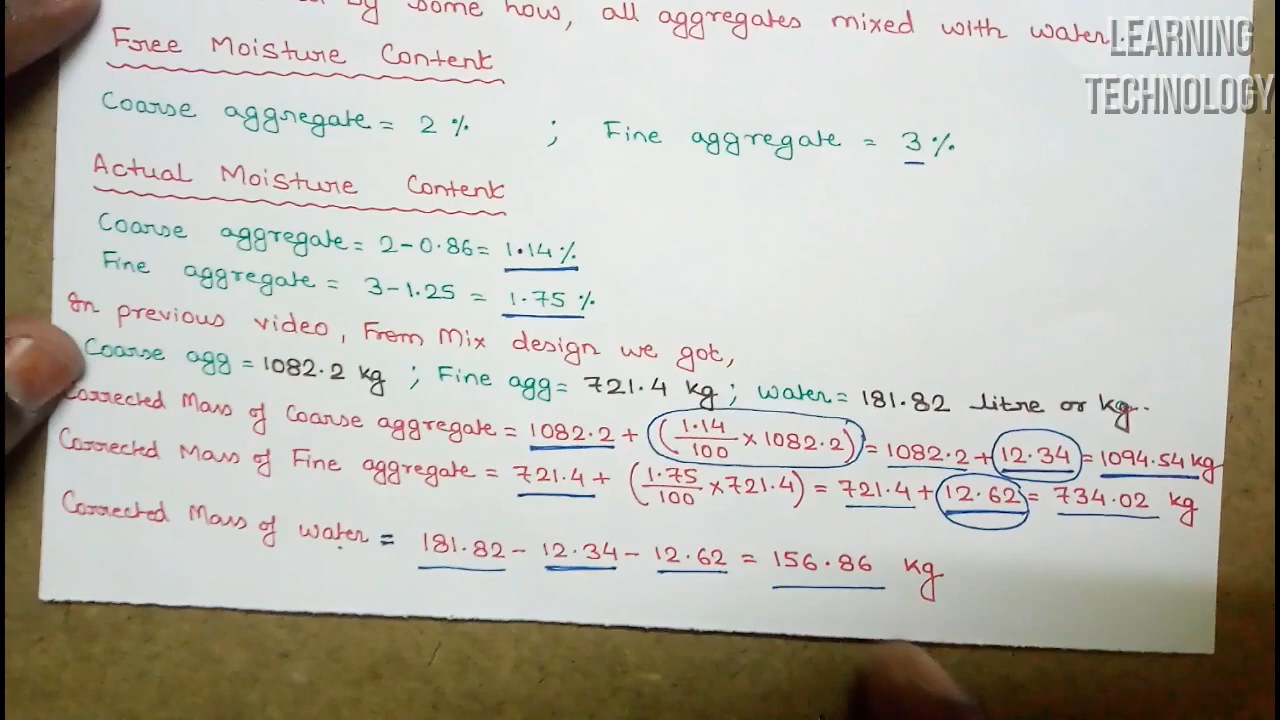 by some how, all aggregates mixed with water.
LEARNING
TECHNOLOGY
Free Moisture Content
Coarse aggregate = 2 % ; Fine aggregate = 3 %
Actual Moisture Content
Coarse aggregate = 2-0.86 = 1.14 %
Fine aggregate = 3-1.25 = 1.75 %
In previous video, From Mix design we got,
Coarse agg = 1082.2 kg ; Fine agg = 721.4 kg ; water = 181.82 litre or kg..
Corrected Mass of Coarse aggregate = 1082.2 + (1.14/100 × 1082.2) = 1082.2 + 12.34 = 1094.54 kg
Corrected Mass of Fine aggregate = 721.4 + (1.75/100 × 721.4) = 721.4 + 12.62 = 734.02 kg
Corrected Mass of water = 181.82 - 12.34 - 12.62 = 156.86 kg